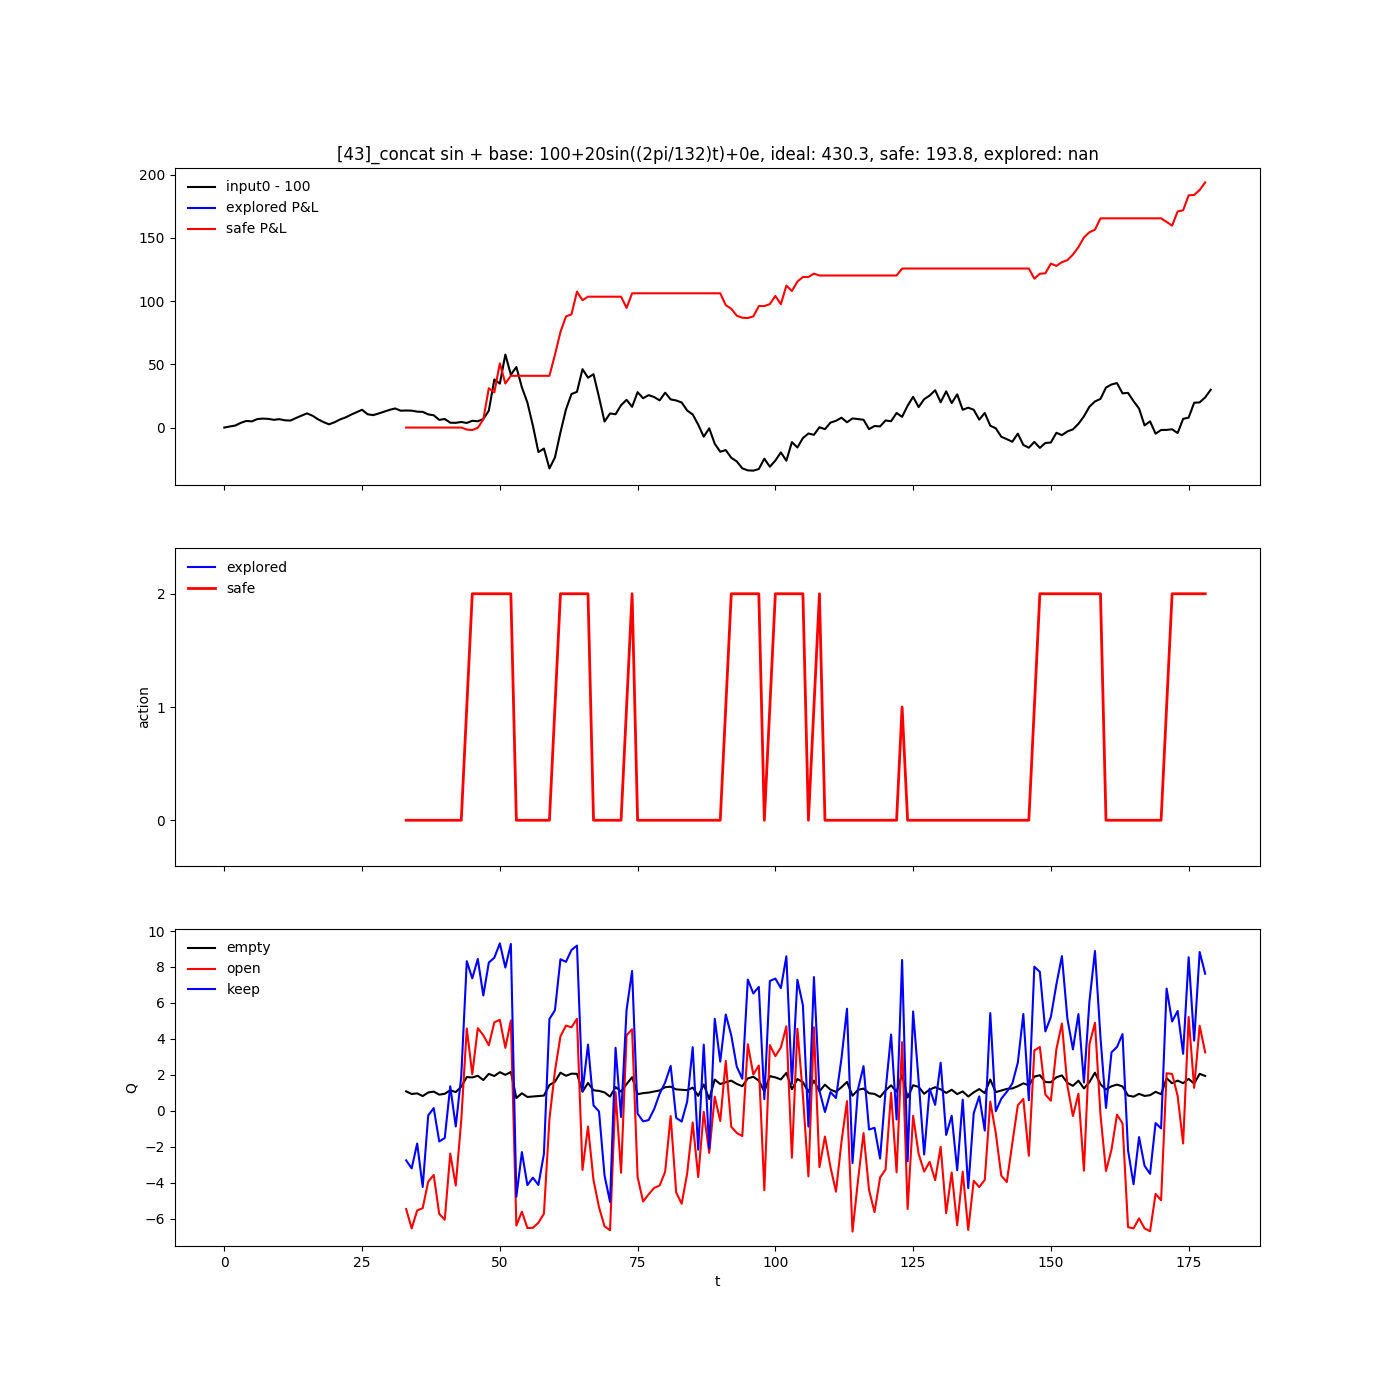 [43]_concat sin + base: 100+20sin((2pi/132)t)+0e, ideal: 430.3, safe: 193.8, explored: nan
200
150
100
50
0
input0 - 100
explored P&L
safe P&L
2
1
0
action
explored
safe
10
8
6
4
2
0
−2
−4
−6
Q
empty
open
keep
0 25 50 75 100 125 150 175
t